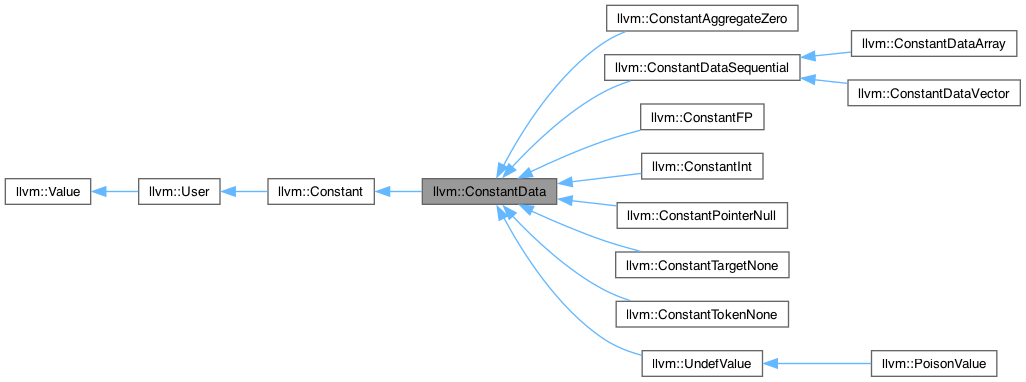 llvm::Value
llvm::User
llvm::Constant
llvm::ConstantData
llvm::ConstantAggregateZero
llvm::ConstantDataSequential
llvm::ConstantDataArray
llvm::ConstantDataVector
llvm::ConstantFP
llvm::ConstantInt
llvm::ConstantPointerNull
llvm::ConstantTargetNone
llvm::ConstantTokenNone
llvm::UndefValue
llvm::PoisonValue